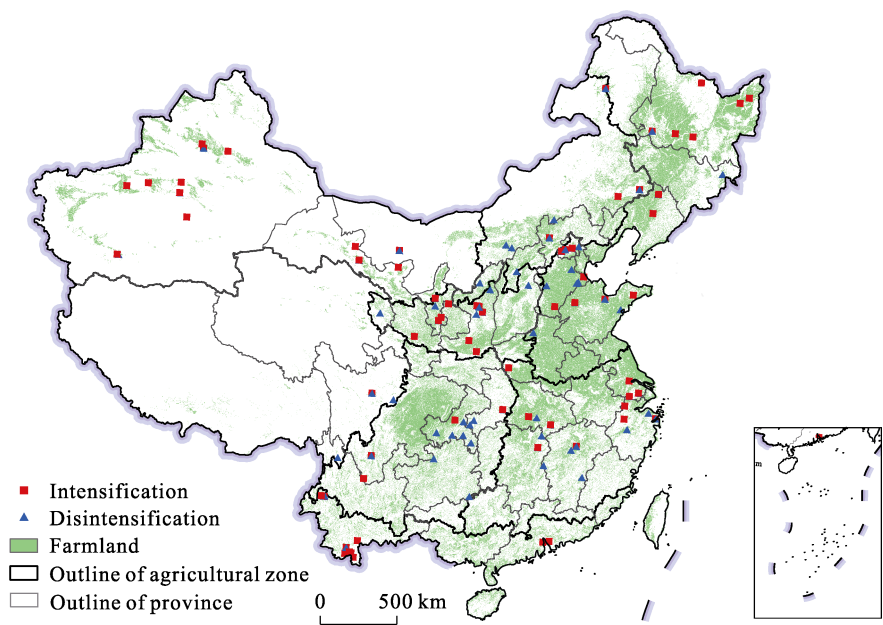 Intensification
Disintensification
Farmland
Outline of agricultural zone
Outline of province
0 500 km
m